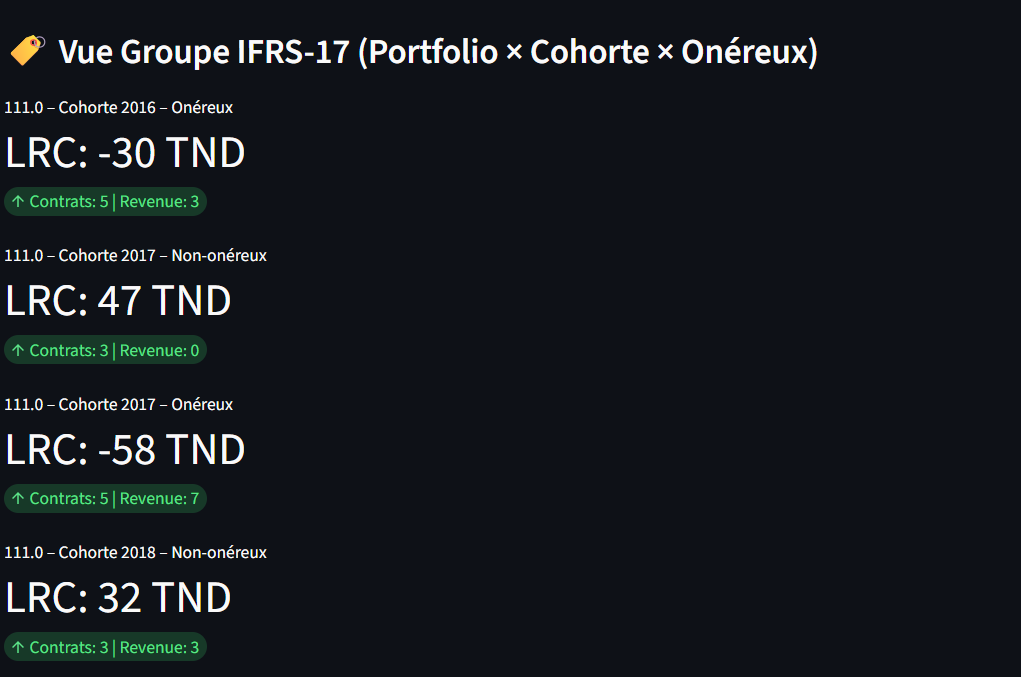 Vue Groupe IFRS-17 (Portfolio × Cohorte × Onéreux)
111.0 – Cohorte 2016 – Onéreux
LRC: -30 TND
↑ Contrats: 5 | Revenue: 3
111.0 – Cohorte 2017 – Non-onéreux
LRC: 47 TND
↑ Contrats: 3 | Revenue: 0
111.0 – Cohorte 2017 – Onéreux
LRC: -58 TND
↑ Contrats: 5 | Revenue: 7
111.0 – Cohorte 2018 – Non-onéreux
LRC: 32 TND
↑ Contrats: 3 | Revenue: 3